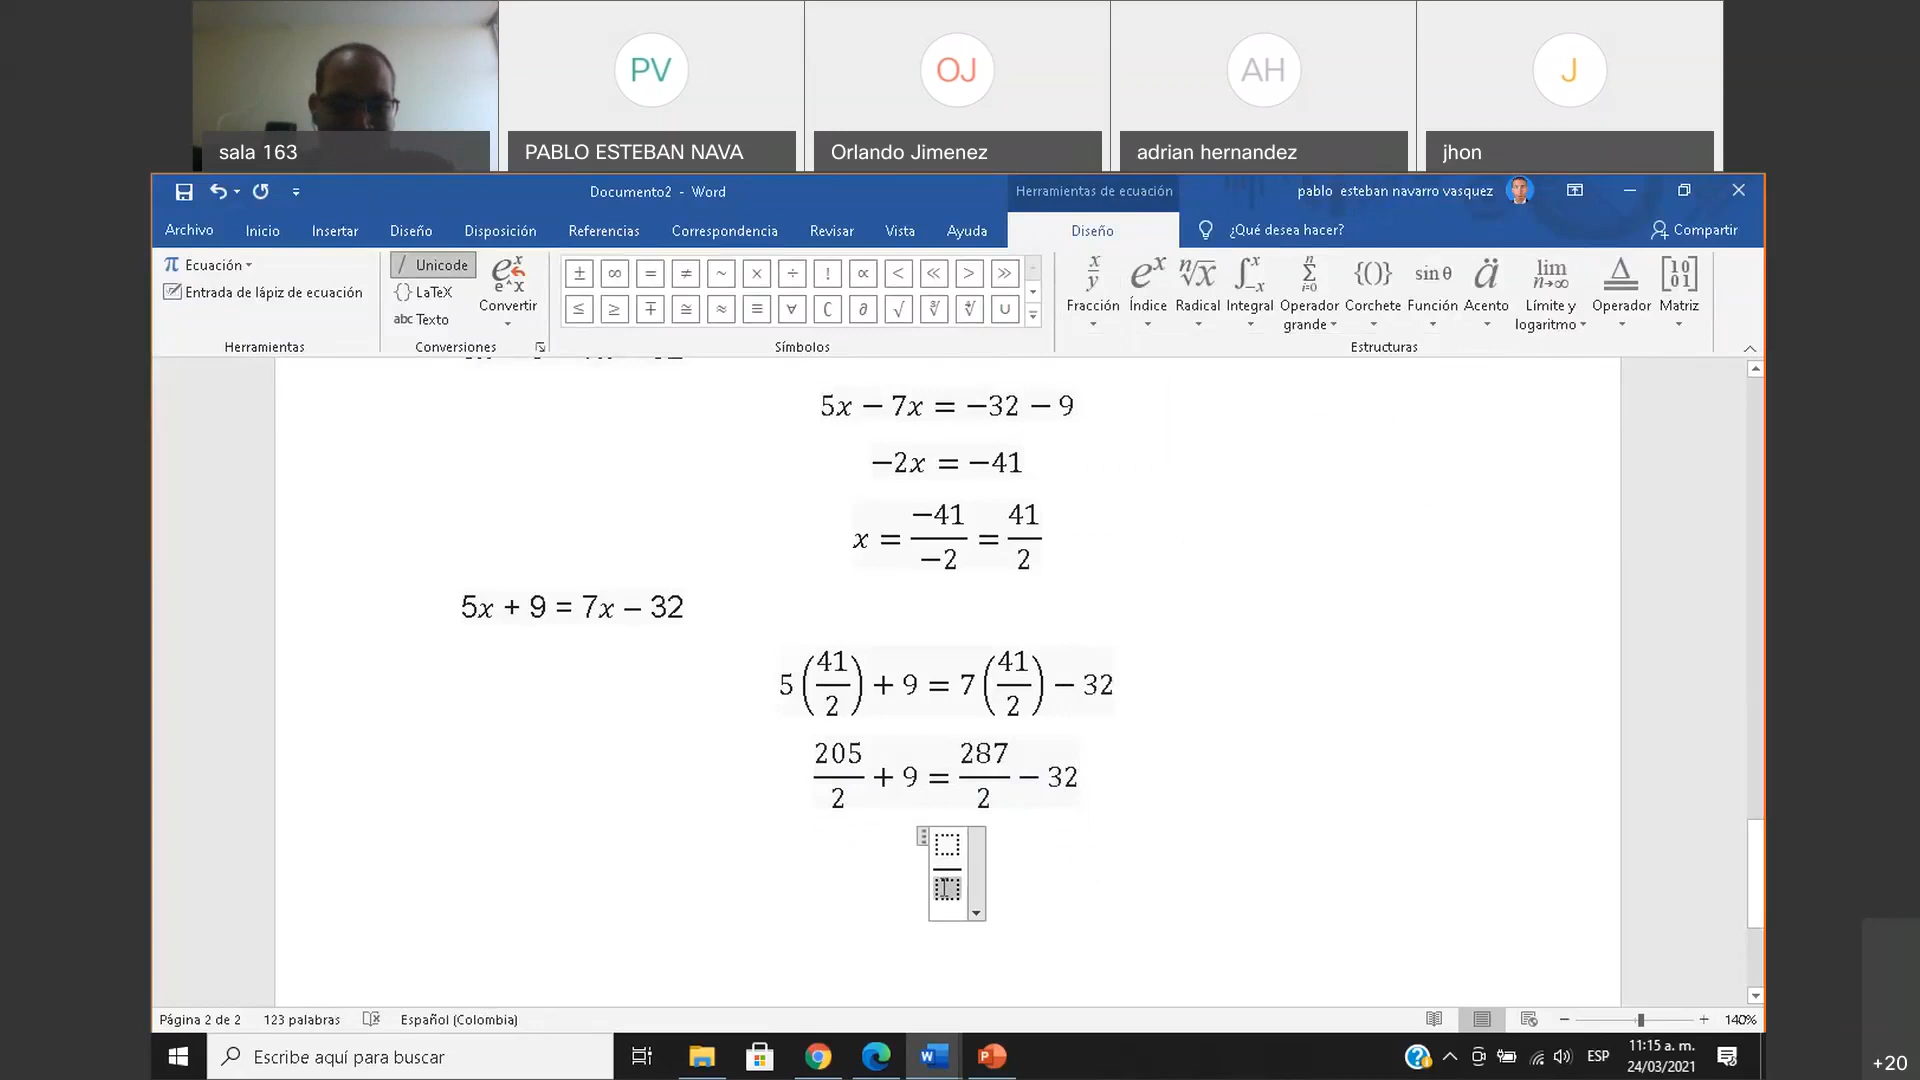 PV
OJ
AH
J
sala 163
PABLO ESTEBAN NAVA
Orlando Jimenez
adrian hernandez
jhon
Documento2 - Word
Herramientas de ecuación
pablo esteban navarro vasquez
Archivo Inicio Insertar Diseño Disposición Referencias Correspondencia Revisar Vista Ayuda Diseño ¿Qué desea hacer? Compartir
π Ecuación
Entrada de lápiz de ecuación
Herramientas
/ Unicode
{} LaTeX
abc Texto
Convertir
Conversiones
± ∞ = ≠ ~ × ÷ ! ∝ < ≪ > ≫
≤ ≥ ∓ ≅ ≈ ≡ ∀ ∁ ∂ √ ∛ ∜ ∪
Símbolos
Fracción Índice Radical Integral Operador grande Corchete Función Acento Límite y logaritmo Operador Matriz
Estructuras
5x − 7x = −32 − 9
−2x = −41
x = −41/−2 = 41/2
5x + 9 = 7x – 32
5(41/2) + 9 = 7(41/2) − 32
205/2 + 9 = 287/2 − 32
Página 2 de 2 123 palabras Español (Colombia) 140%
Escribe aquí para buscar
ESP
11:15 a. m.
24/03/2021
+20